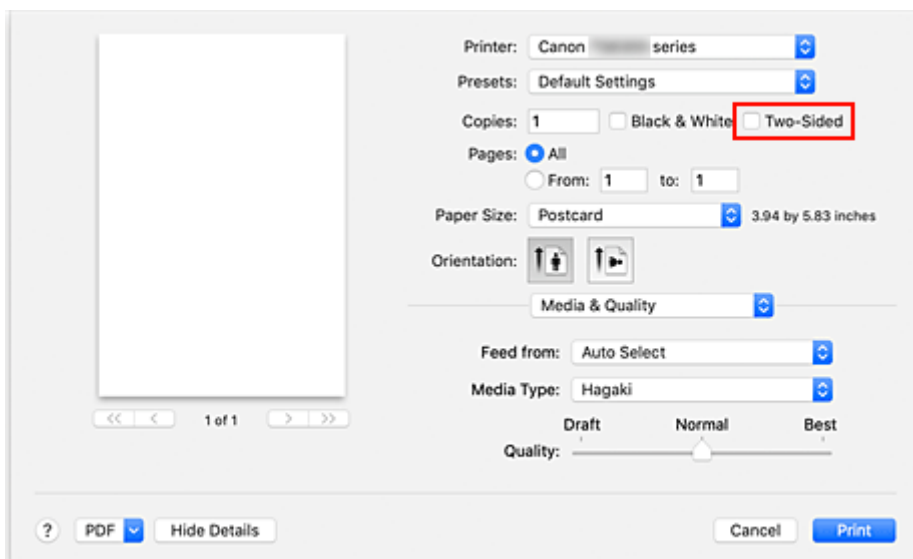 Printer: Canon series
Presets: Default Settings
Copies: 1 Black & White Two-Sided
Pages: All
From: 1 to: 1
Paper Size: Postcard 3.94 by 5.83 inches
Orientation:
Media & Quality
Feed from: Auto Select
Media Type: Hagaki
Draft Normal Best
Quality:
<< < 1 of 1 > >>
? PDF Hide Details Cancel Print